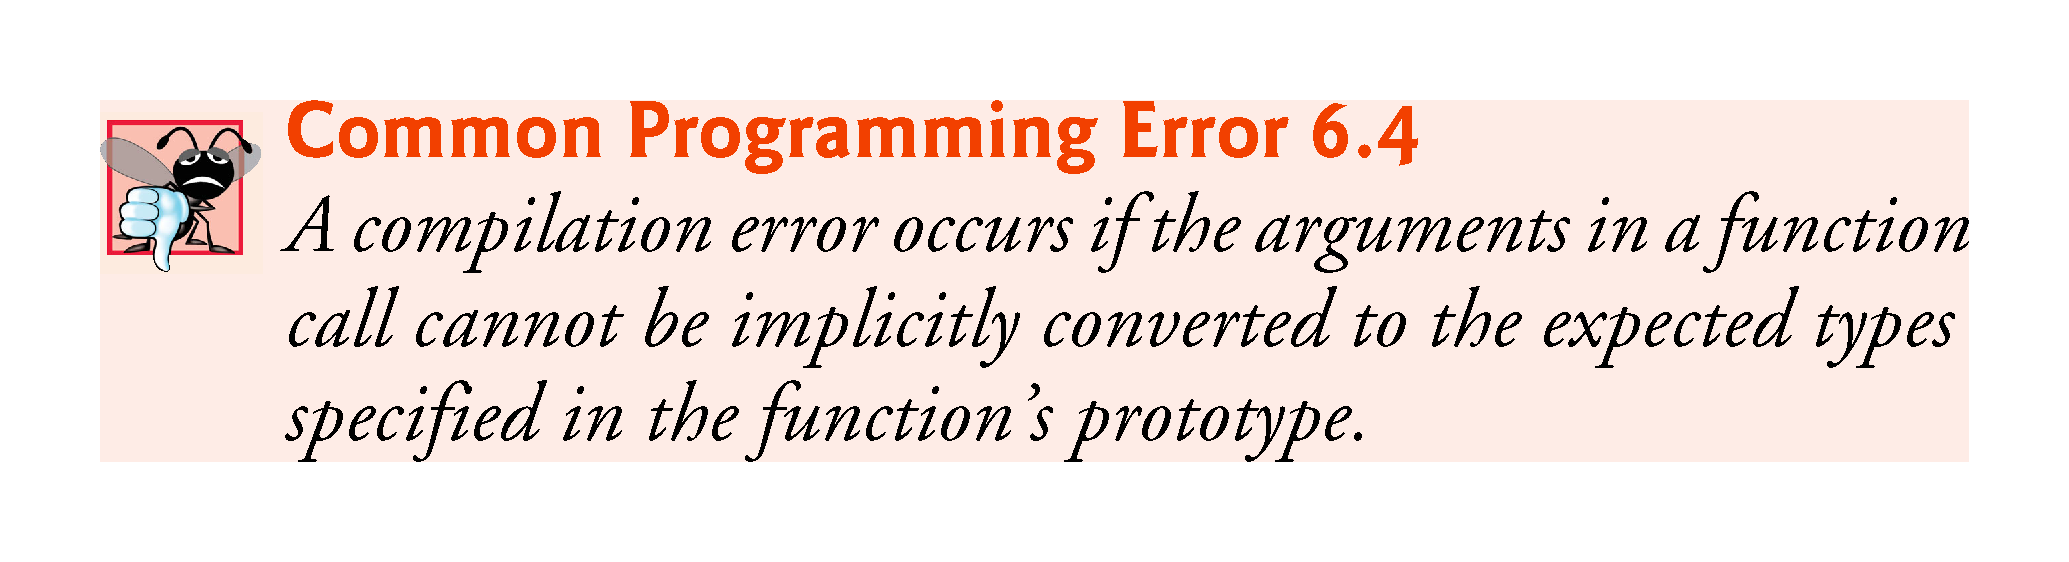 Common Programming Error 6.4
A compilation error occurs if the arguments in a function
call cannot be implicitly converted to the expected types
specified in the function’s prototype.